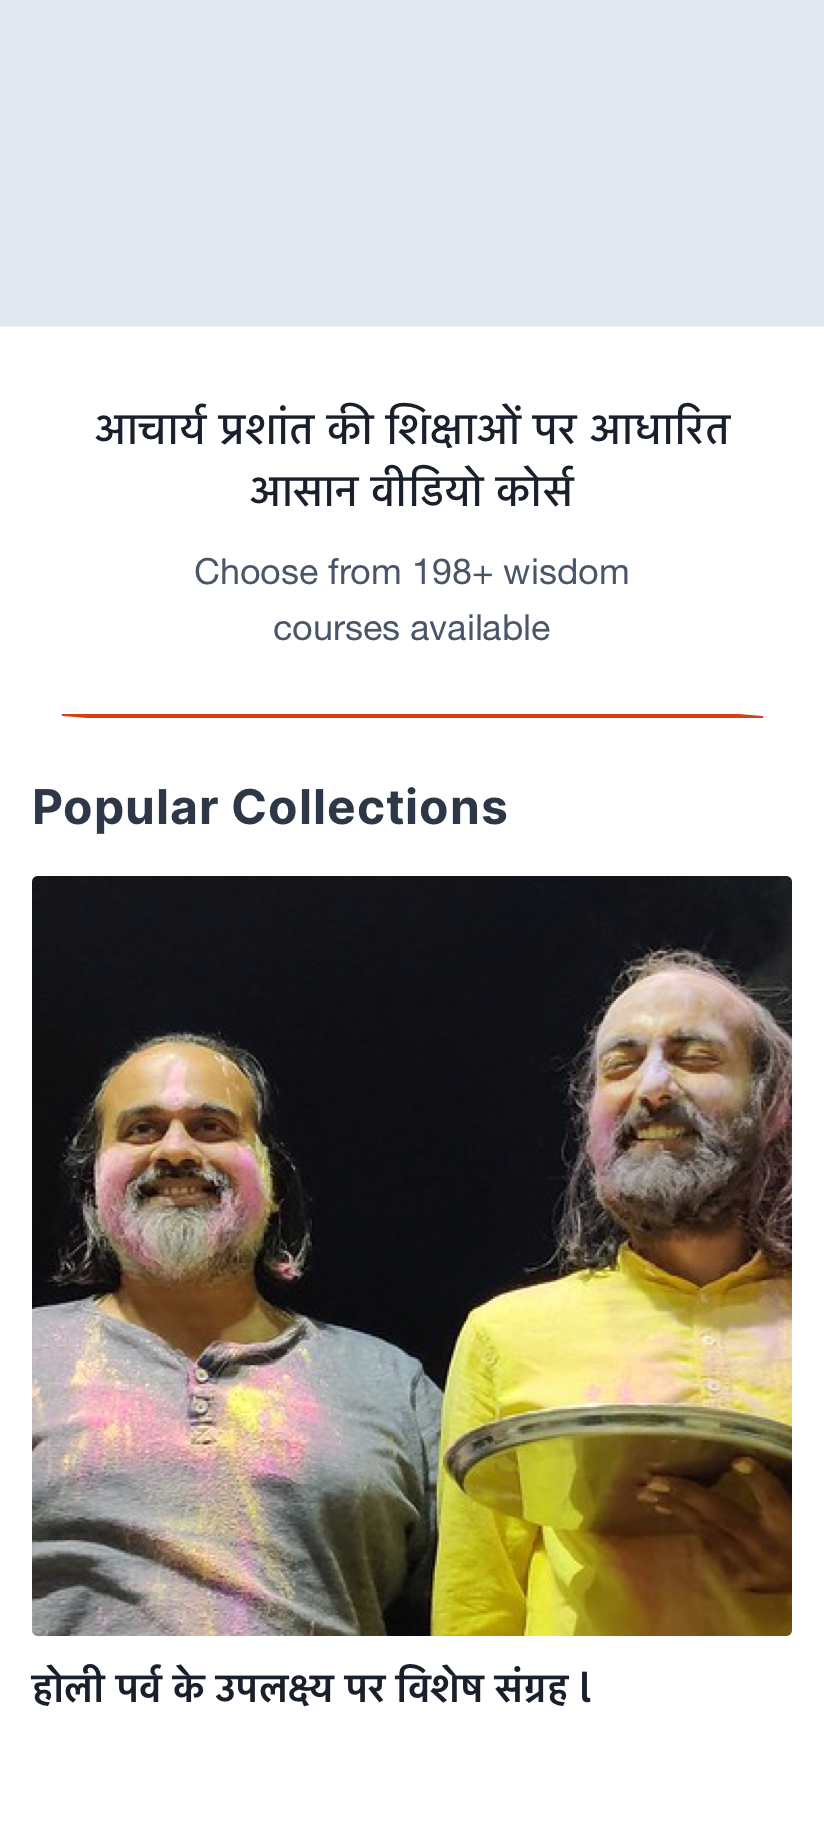 आचार्य प्रशांत की शिक्षाओं पर आधारित
आसान वीडियो कोर्स
Choose from 198+ wisdom
courses available
Popular Collections
होली पर्व के उपलक्ष्य पर विशेष संग्रह l